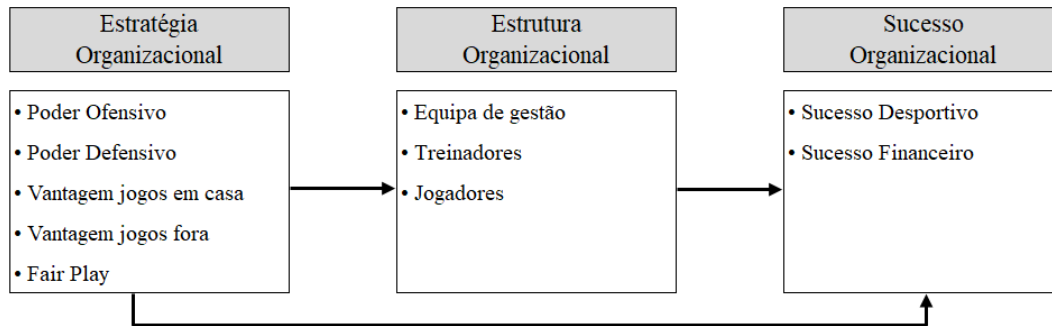 Estratégia
Organizacional
• Poder Ofensivo
• Poder Defensivo
• Vantagem jogos em casa
• Vantagem jogos fora
• Fair Play
Estrutura
Organizacional
• Equipa de gestão
• Treinadores
• Jogadores
Sucesso
Organizacional
• Sucesso Desportivo
• Sucesso Financeiro